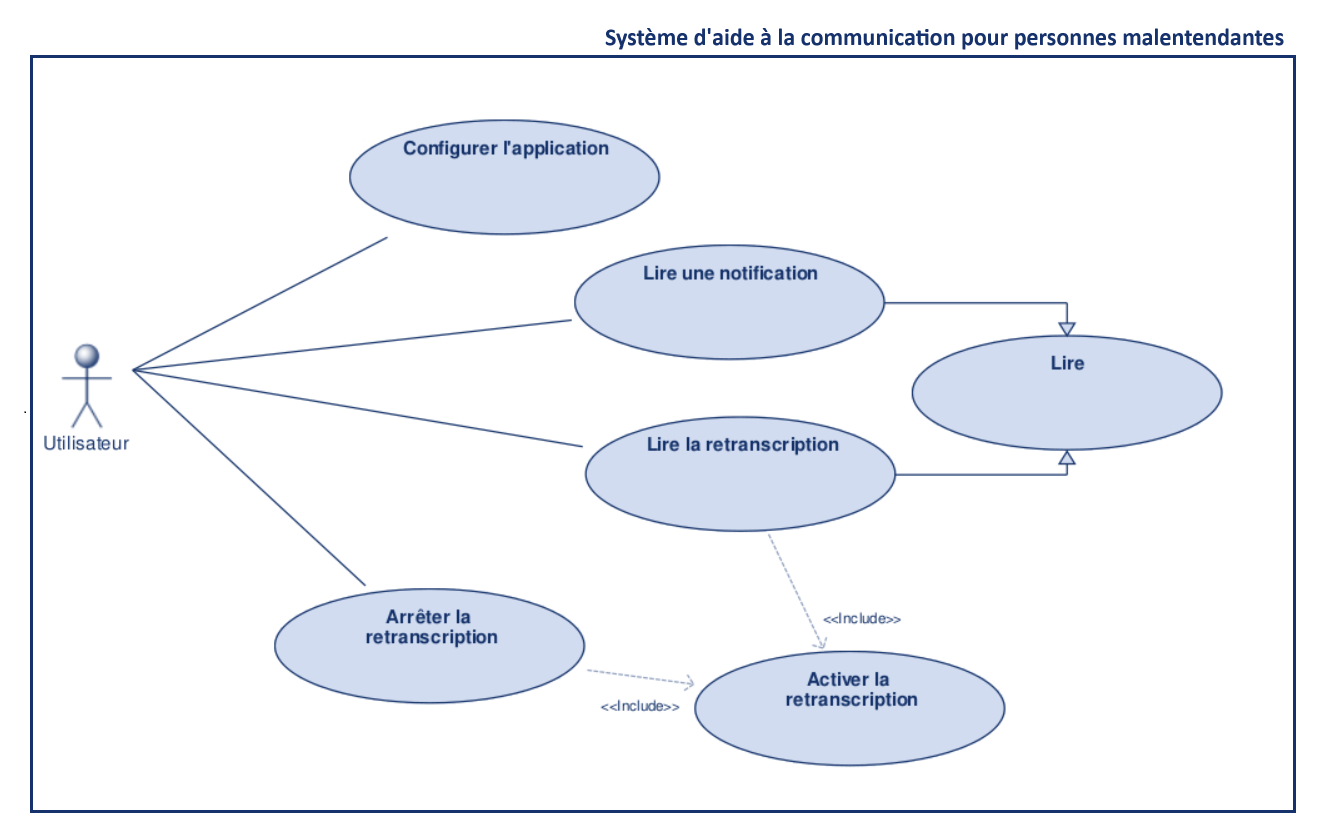 Système d'aide à la communication pour personnes malentendantes
Configurer l'application
Lire une notification
Lire
Utilisateur
Lire la retranscription
Arrêter la
retranscription
<<Include>>
<<Include>>
Activer la
retranscription